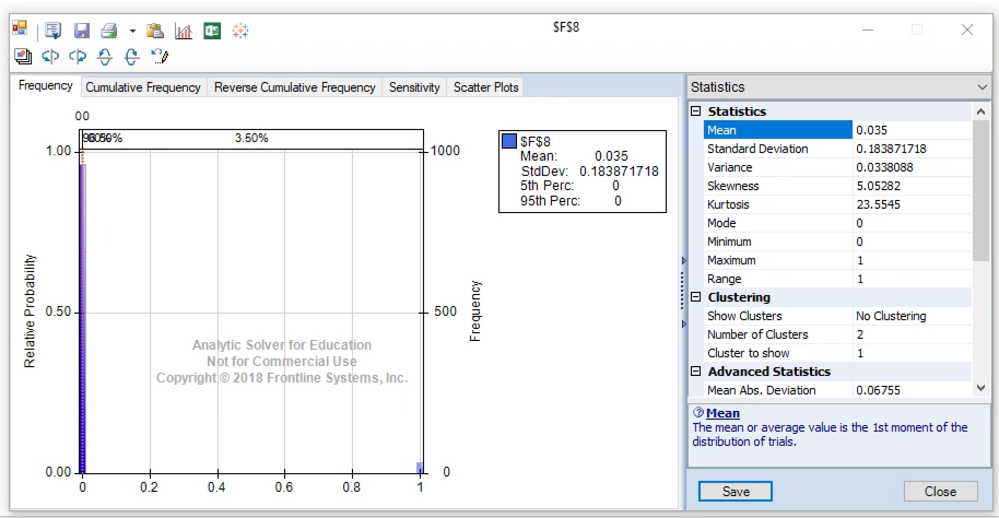 $F$8
Frequency
Cumulative Frequency
Reverse Cumulative Frequency
Sensitivity
Scatter Plots
00
3.50%
1.00
0.50
0.00
Relative Probability
1000
500
0
Frequency
0
0.2
0.4
0.6
0.8
1
Analytic Solver for Education
Not for Commercial Use
Copyright © 2018 Frontline Systems, Inc.
$F$8
Mean: 0.035
StdDev: 0.183871718
5th Perc: 0
95th Perc: 0
Statistics
Statistics
Mean 0.035
Standard Deviation 0.183871718
Variance 0.0338088
Skewness 5.05282
Kurtosis 23.5545
Mode 0
Minimum 0
Maximum 1
Range 1
Clustering
Show Clusters No Clustering
Number of Clusters 2
Cluster to show 1
Advanced Statistics
Mean Abs. Deviation 0.06755
Mean
The mean or average value is the 1st moment of the
distribution of trials.
Save
Close